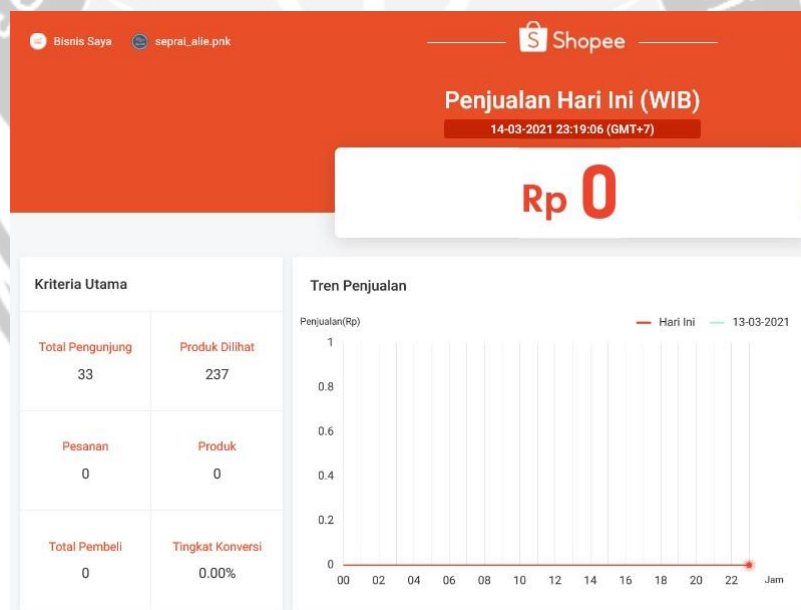 Bisnis Saya seprai_alie.pnk
Shopee
Penjualan Hari Ini (WIB)
14-03-2021 23:19:06 (GMT+7)
Rp 0
Kriteria Utama
Total Pengunjung Produk Dilihat
33 237
Pesanan Produk
0 0
Total Pembeli Tingkat Konversi
0 0.00%
Tren Penjualan
Penjualan(Rp)
Hari Ini 13-03-2021
1
0.8
0.6
0.4
0.2
0
00 02 04 06 08 10 12 14 16 18 20 22 Jam